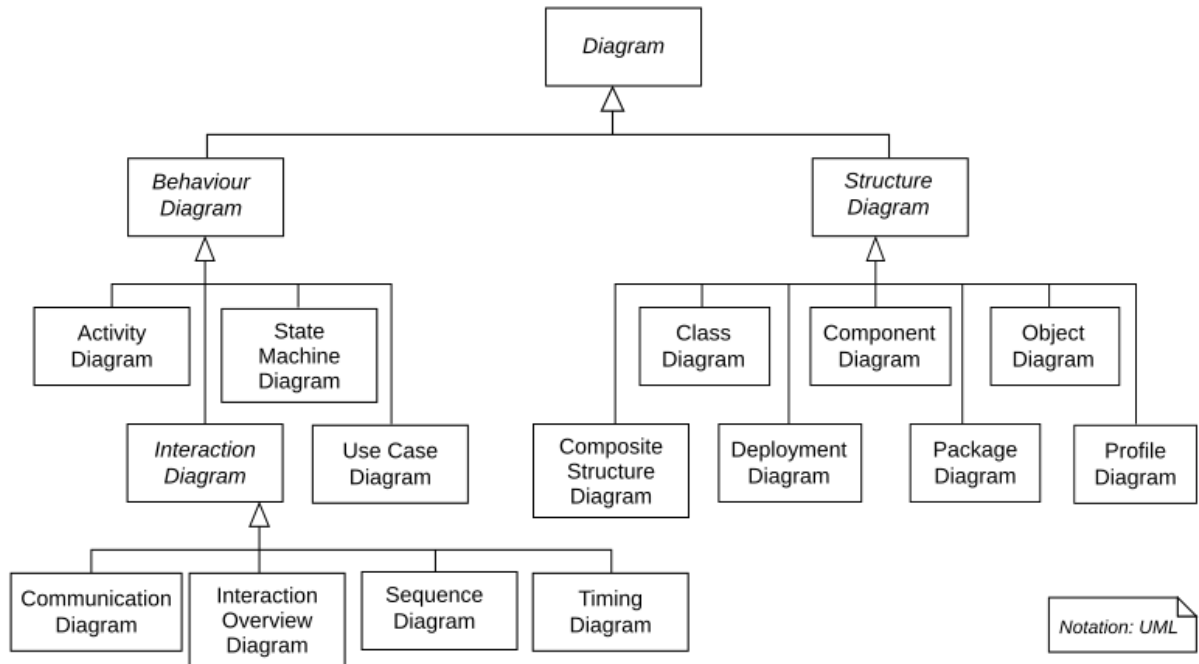 Diagram
Behaviour
Diagram
Structure
Diagram
Activity
Diagram
State
Machine
Diagram
Class
Diagram
Component
Diagram
Object
Diagram
Interaction
Diagram
Use Case
Diagram
Composite
Structure
Diagram
Deployment
Diagram
Package
Diagram
Profile
Diagram
Communication
Diagram
Interaction
Overview
Diagram
Sequence
Diagram
Timing
Diagram
Notation: UML